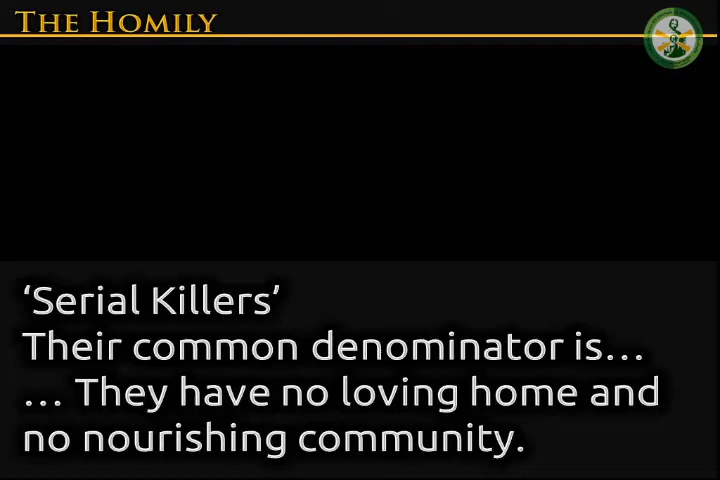 The Homily
‘Serial Killers’
Their common denominator is…
… They have no loving home and
no nourishing community.